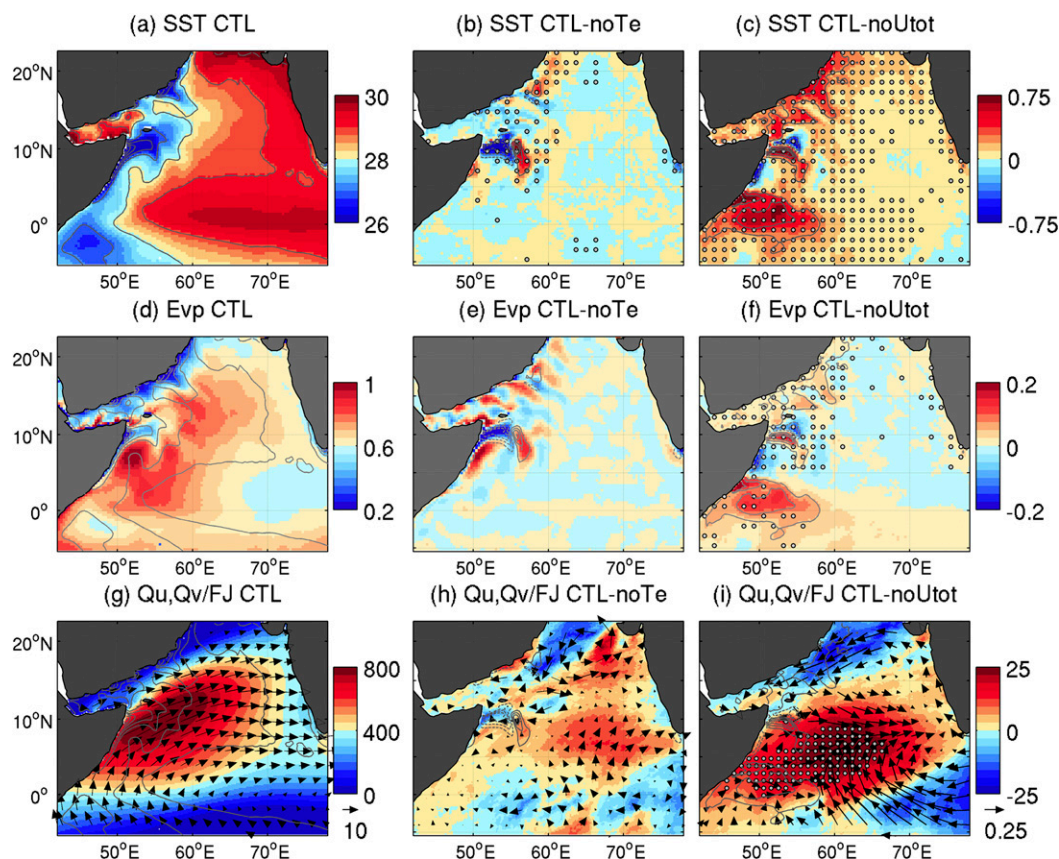 (a) SST CTL
(b) SST CTL-noTe
(c) SST CTL-noUtot
20°N
10°N
0°
50°E 60°E 70°E
30
28
26
50°E 60°E 70°E
50°E 60°E 70°E
0.75
0
-0.75
(d) Evp CTL
(e) Evp CTL-noTe
(f) Evp CTL-noUtot
20°N
10°N
0°
50°E 60°E 70°E
1
0.6
0.2
50°E 60°E 70°E
50°E 60°E 70°E
0.2
0
-0.2
(g) Qu,Qv/FJ CTL
(h) Qu,Qv/FJ CTL-noTe
(i) Qu,Qv/FJ CTL-noUtot
20°N
10°N
0°
50°E 60°E 70°E
800
400
0
10
50°E 60°E 70°E
50°E 60°E 70°E
25
0
-25
0.25